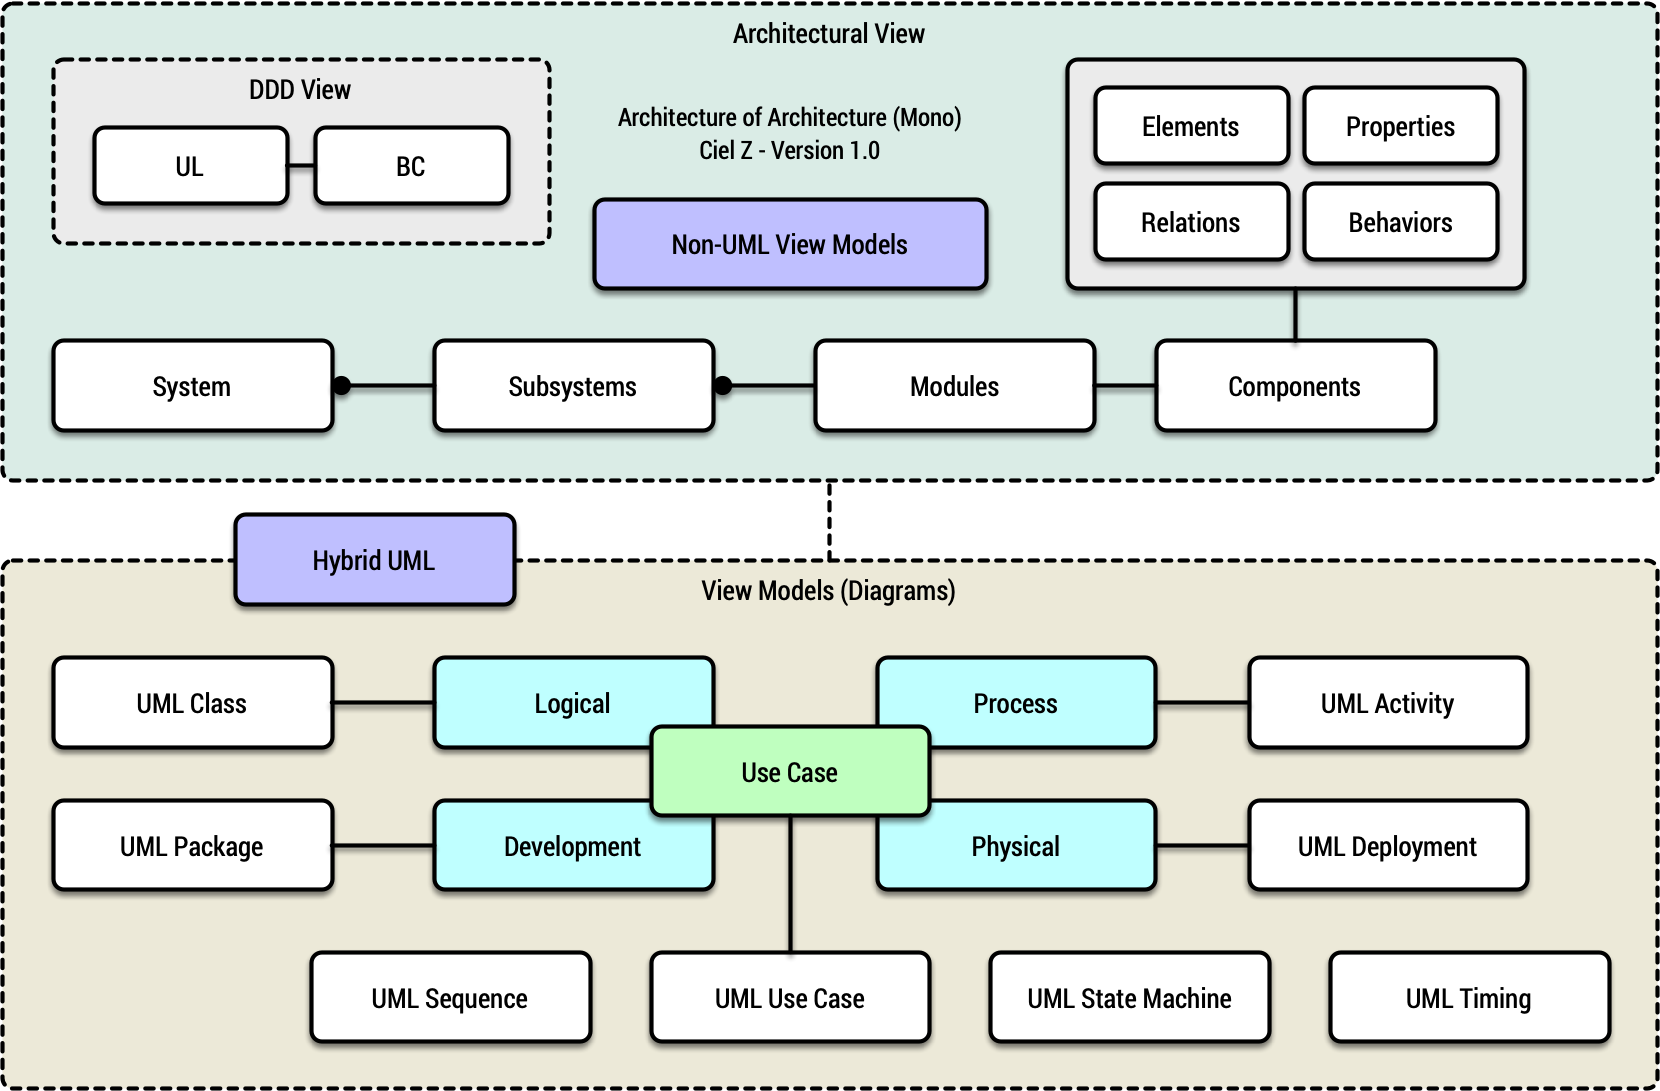 Architectural View
DDD View
UL
BC
Architecture of Architecture (Mono)
Ciel Z - Version 1.0
Non-UML View Models
Elements
Properties
Relations
Behaviors
System
Subsystems
Modules
Components
Hybrid UML
View Models (Diagrams)
UML Class
Logical
Process
UML Activity
Use Case
UML Package
Development
Physical
UML Deployment
UML Sequence
UML Use Case
UML State Machine
UML Timing